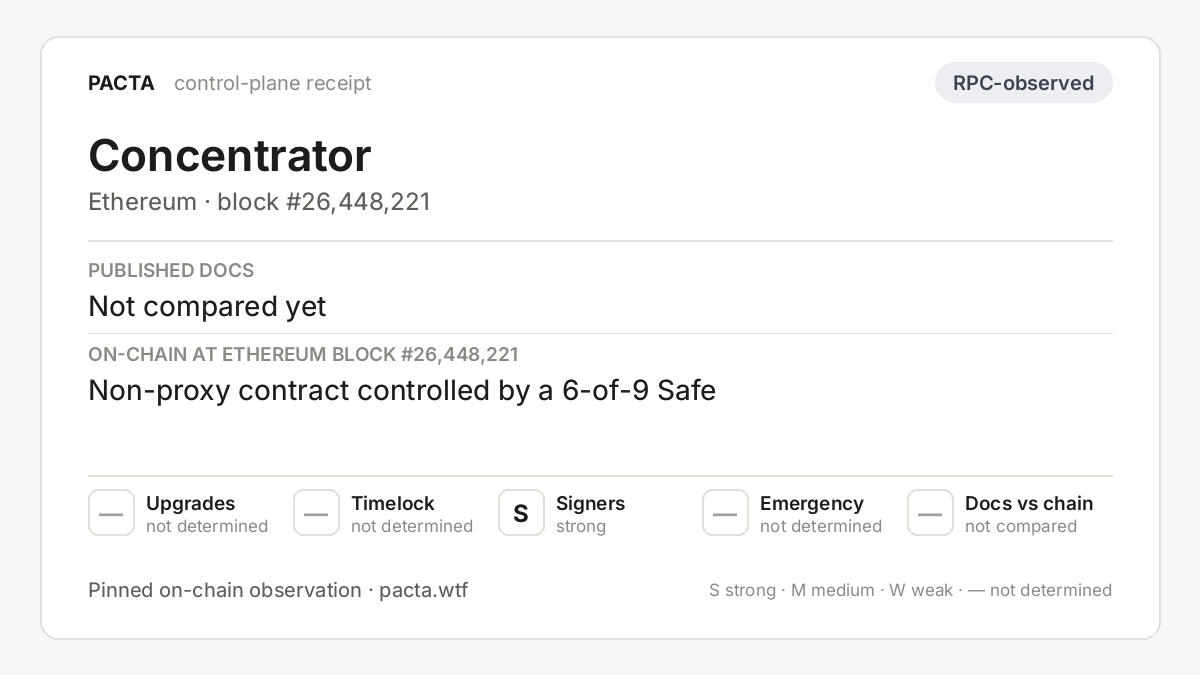 PACTA control-plane receipt RPC-observed
Concentrator
Ethereum · block #26,448,221
PUBLISHED DOCS
Not compared yet
ON-CHAIN AT ETHEREUM BLOCK #26,448,221
Non-proxy contract controlled by a 6-of-9 Safe
— Upgrades not determined
— Timelock not determined
S Signers strong
— Emergency not determined
— Docs vs chain not compared
Pinned on-chain observation · pacta.wtf
S strong · M medium · W weak · — not determined